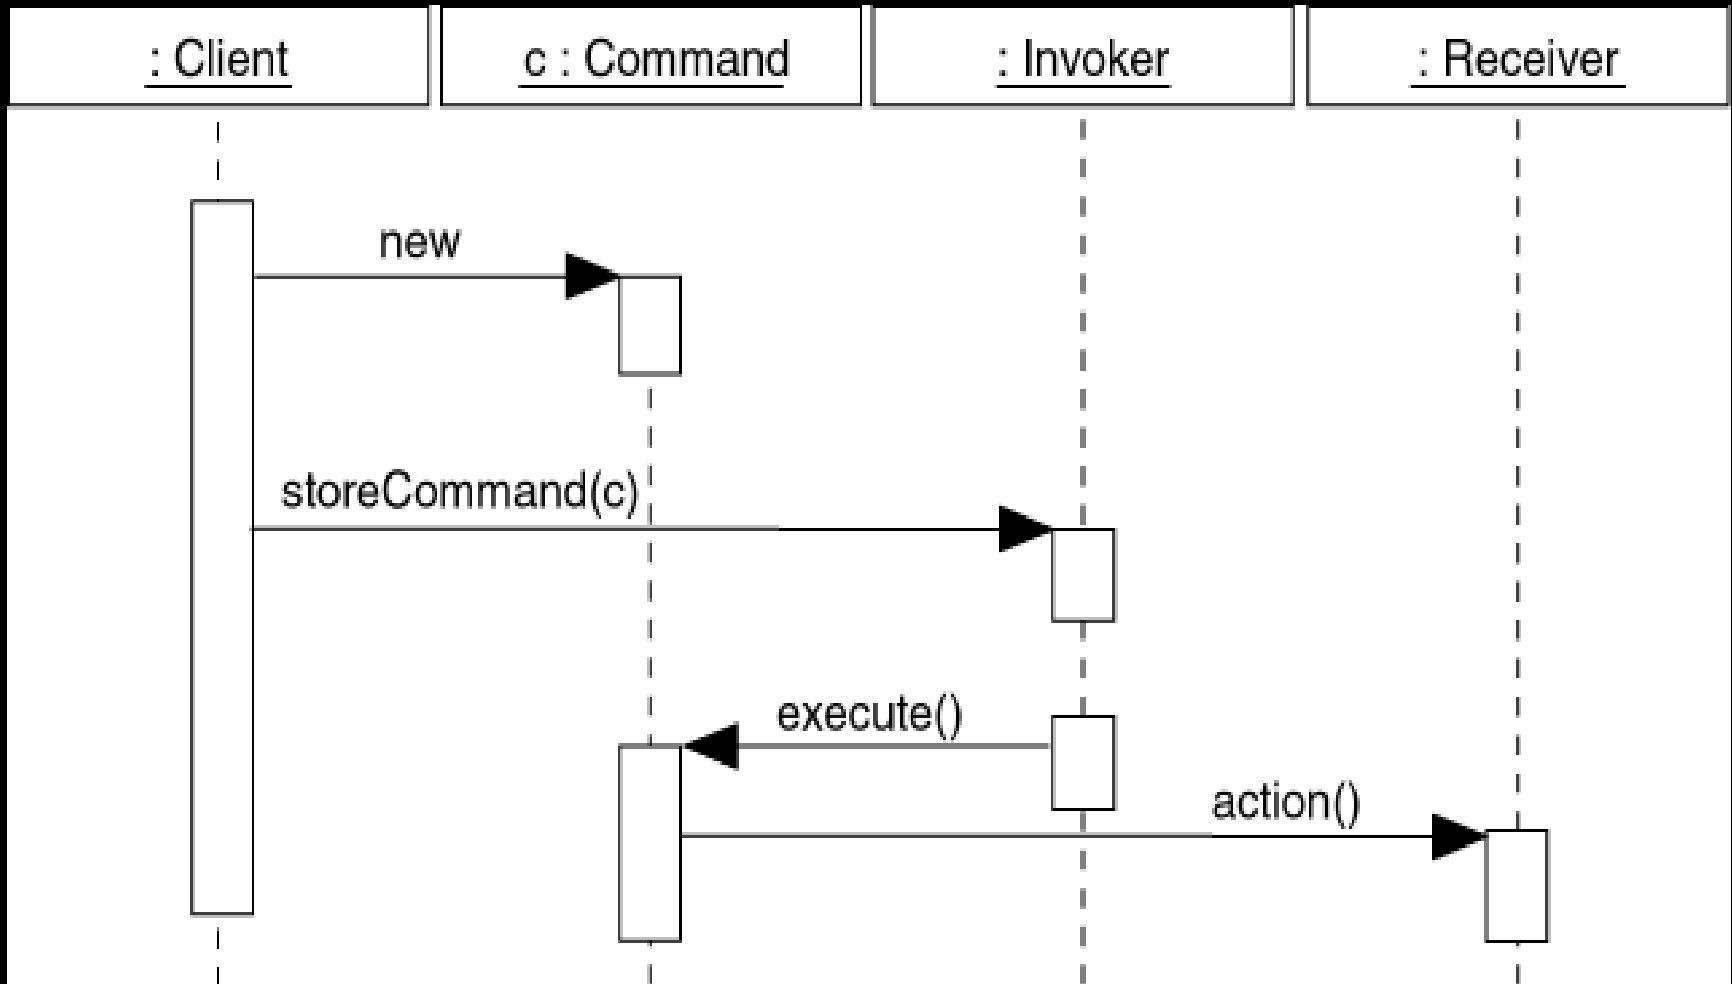 : Client
c : Command
: Invoker
: Receiver
new
storeCommand(c)
execute()
action()